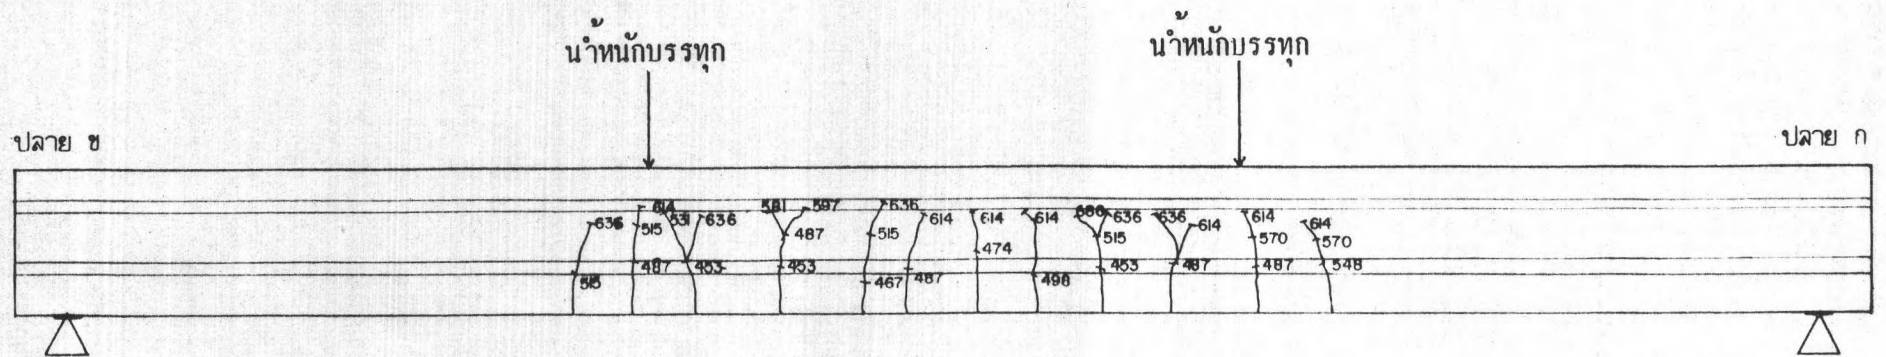 น้ำหนักบรรทุก น้ำหนักบรรทุก
ปลาย ข ปลาย ก
636 614 531 636 561 597 636 614 614 614 636 636 614 614 614
515 487 515 515 474 570 570
487 453 453 467 487 498 453 487 487 548
515